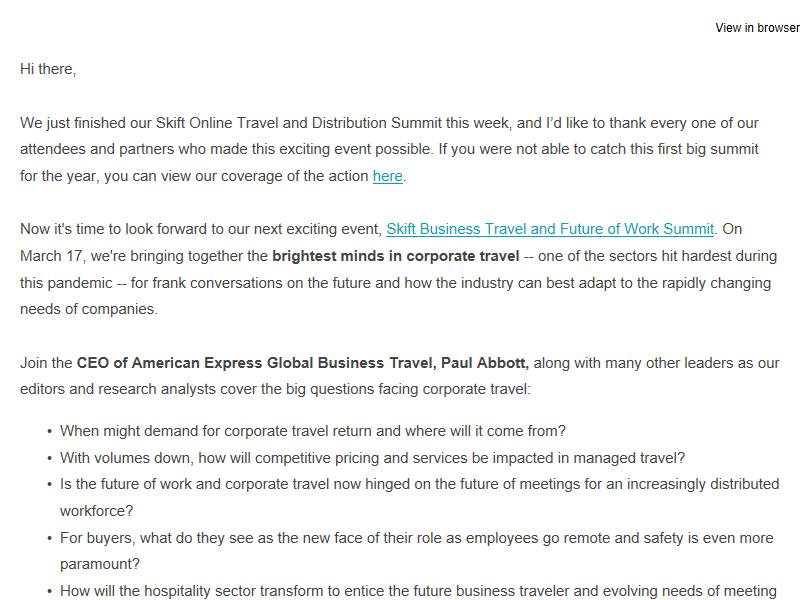 View in browser
Hi there,
We just finished our Skift Online Travel and Distribution Summit this week, and I’d like to thank every one of our
attendees and partners who made this exciting event possible. If you were not able to catch this first big summit
for the year, you can view our coverage of the action here.
Now it's time to look forward to our next exciting event, Skift Business Travel and Future of Work Summit. On
March 17, we're bringing together the brightest minds in corporate travel -- one of the sectors hit hardest during
this pandemic -- for frank conversations on the future and how the industry can best adapt to the rapidly changing
needs of companies.
Join the CEO of American Express Global Business Travel, Paul Abbott, along with many other leaders as our
editors and research analysts cover the big questions facing corporate travel:
• When might demand for corporate travel return and where will it come from?
• With volumes down, how will competitive pricing and services be impacted in managed travel?
• Is the future of work and corporate travel now hinged on the future of meetings for an increasingly distributed
workforce?
• For buyers, what do they see as the new face of their role as employees go remote and safety is even more
paramount?
• How will the hospitality sector transform to entice the future business traveler and evolving needs of meeting